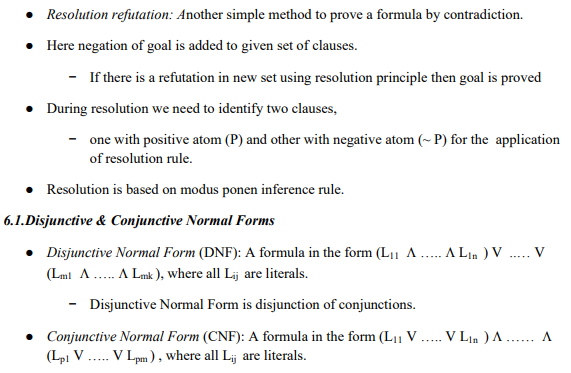 ● Resolution refutation: Another simple method to prove a formula by contradiction.
● Here negation of goal is added to given set of clauses.
− If there is a refutation in new set using resolution principle then goal is proved
● During resolution we need to identify two clauses,
− one with positive atom (P) and other with negative atom (~ P) for the application
of resolution rule.
● Resolution is based on modus ponen inference rule.
6.1.Disjunctive & Conjunctive Normal Forms
● Disjunctive Normal Form (DNF): A formula in the form (L11 Λ ….. Λ L1n ) V ..… V
(Lm1 Λ ….. Λ Lmk ), where all Lij are literals.
− Disjunctive Normal Form is disjunction of conjunctions.
● Conjunctive Normal Form (CNF): A formula in the form (L11 V ….. V L1n ) Λ …… Λ
(Lp1 V ….. V Lpm ) , where all Lij are literals.